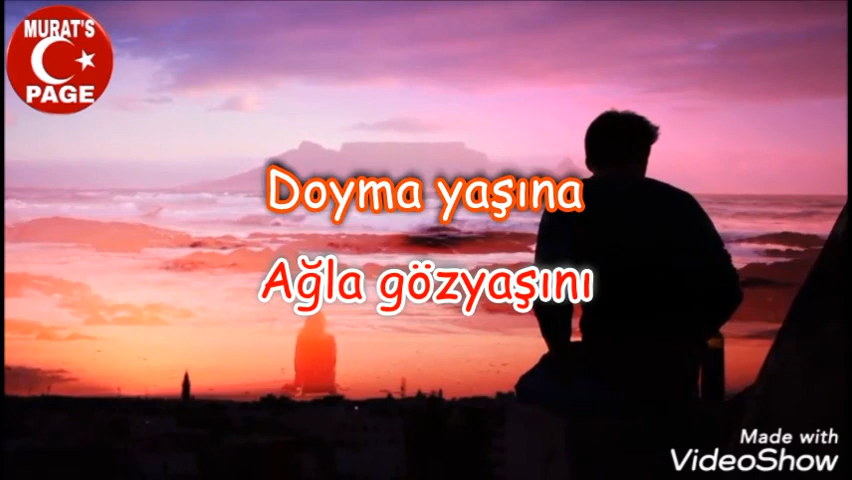 MURAT'S
PAGE
Doyma yaşına
Ağla gözyaşını
Made with
VideoShow